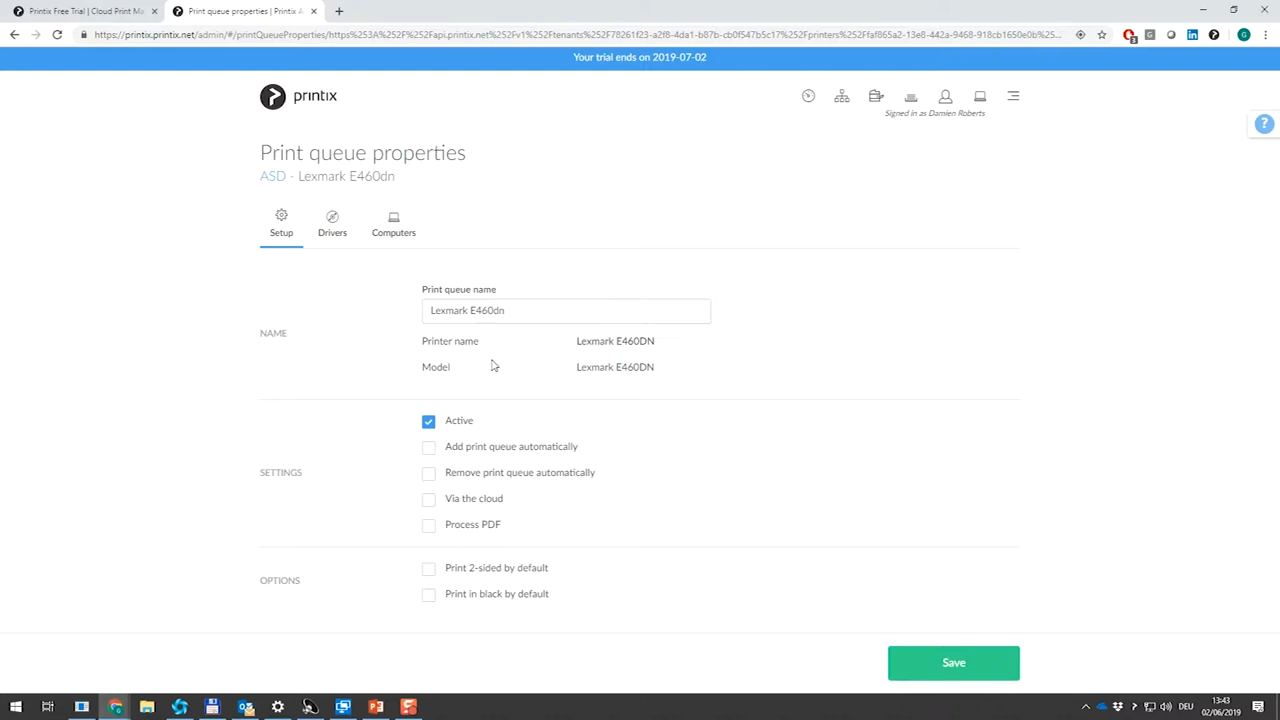 Printix Free Trial | Cloud Print Ma
Print queue properties | Printix A
https://printix.printix.net/admin/#/printQueueProperties/https%253A%252F%252Fapi.printix.net%252Fv1%252Ftenants%252F78261f23-a2f8-4da1-b87b-cb0f547b5c17%252Fprinters%252Ffaf865a2-13e8-442a-9468-918cb1650e0b%25...
3
G
Your trial ends on 2019-07-02
printix
Signed in as Damien Roberts
?
Print queue properties
ASD - Lexmark E460dn
Setup Drivers Computers
Print queue name
Lexmark E460dn
NAME
Printer name Lexmark E460DN
Model Lexmark E460DN
Active
Add print queue automatically
SETTINGS
Remove print queue automatically
Via the cloud
Process PDF
Print 2-sided by default
OPTIONS
Print in black by default
Save
DEU
13:43
02/06/2019